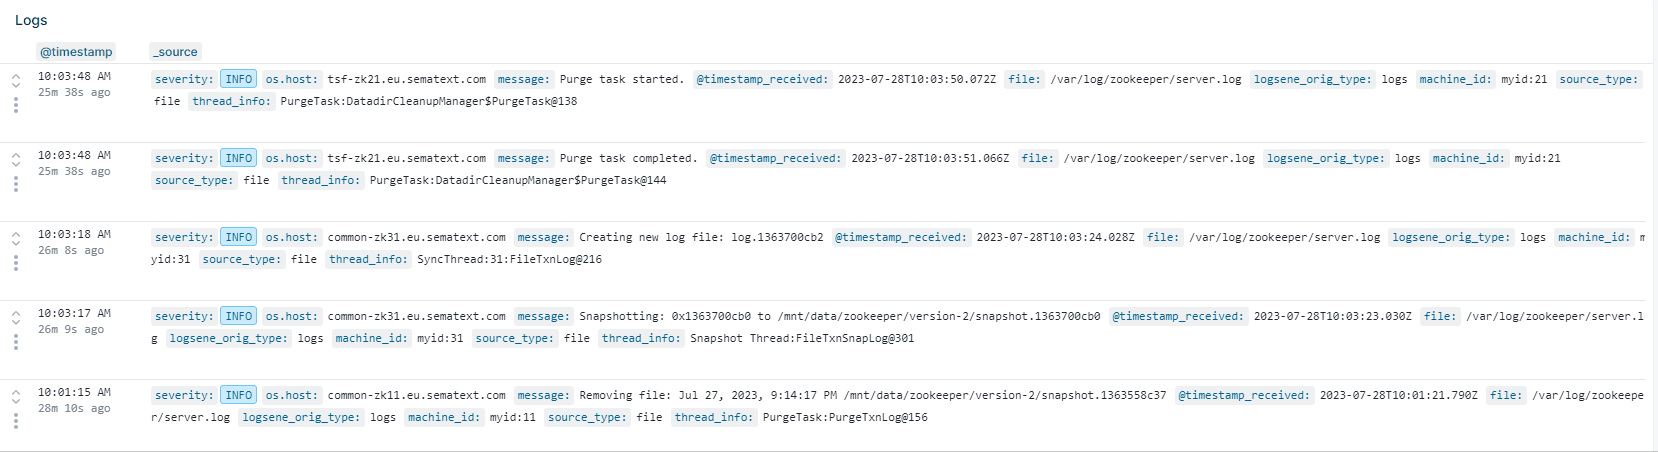 Logs
@timestamp _source
10:03:48 AM severity: INFO os.host: tsf-zk21.eu.sematext.com message: Purge task started. @timestamp_received: 2023-07-28T10:03:50.072Z file: /var/log/zookeeper/server.log logsene_orig_type: logs machine_id: myid:21 source_type:
25m 38s ago file thread_info: PurgeTask:DatadirCleanupManager$PurgeTask@138
10:03:48 AM severity: INFO os.host: tsf-zk21.eu.sematext.com message: Purge task completed. @timestamp_received: 2023-07-28T10:03:51.066Z file: /var/log/zookeeper/server.log logsene_orig_type: logs machine_id: myid:21
25m 38s ago source_type: file thread_info: PurgeTask:DatadirCleanupManager$PurgeTask@144
10:03:18 AM severity: INFO os.host: common-zk31.eu.sematext.com message: Creating new log file: log.1363700cb2 @timestamp_received: 2023-07-28T10:03:24.028Z file: /var/log/zookeeper/server.log logsene_orig_type: logs machine_id: m
26m 8s ago yid:31 source_type: file thread_info: SyncThread:31:FileTxnLog@216
10:03:17 AM severity: INFO os.host: common-zk31.eu.sematext.com message: Snapshotting: 0x1363700cb0 to /mnt/data/zookeeper/version-2/snapshot.1363700cb0 @timestamp_received: 2023-07-28T10:03:23.030Z file: /var/log/zookeeper/server.lo
26m 9s ago g logsene_orig_type: logs machine_id: myid:31 source_type: file thread_info: Snapshot Thread:FileTxnSnapLog@301
10:01:15 AM severity: INFO os.host: common-zk11.eu.sematext.com message: Removing file: Jul 27, 2023, 9:14:17 PM /mnt/data/zookeeper/version-2/snapshot.1363558c37 @timestamp_received: 2023-07-28T10:01:21.790Z file: /var/log/zookeepe
28m 10s ago r/server.log logsene_orig_type: logs machine_id: myid:11 source_type: file thread_info: PurgeTask:PurgeTxnLog@156